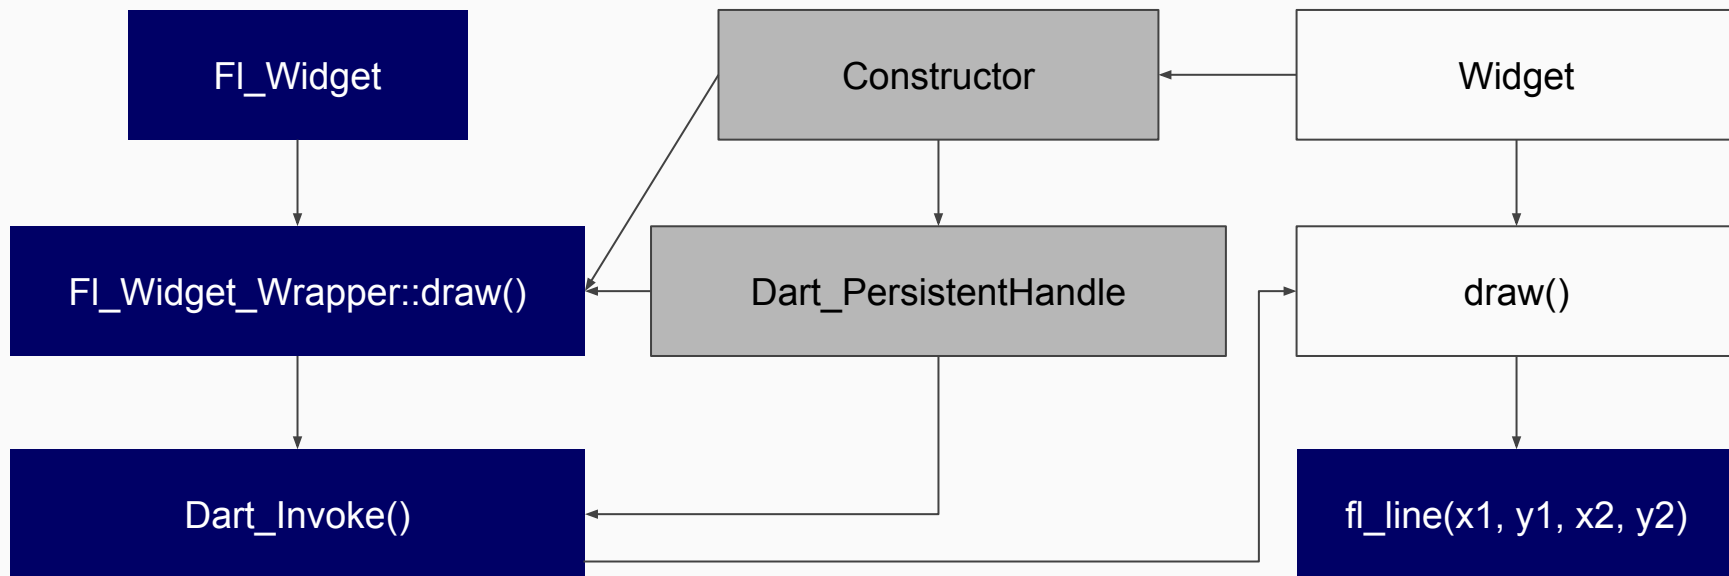 Fl_Widget
Constructor
Widget
Fl_Widget_Wrapper::draw()
Dart_PersistentHandle
draw()
Dart_Invoke()
fl_line(x1, y1, x2, y2)